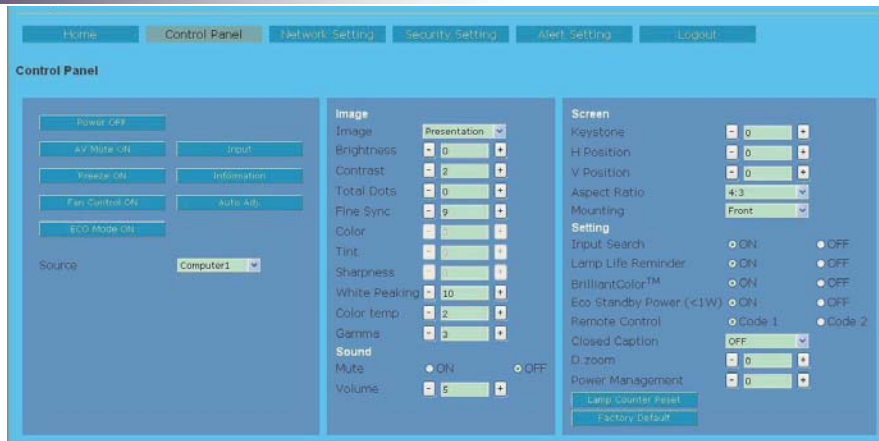 Home Control Panel Network Setting Security Setting Alert Setting Logout
Control Panel
Power OFF
AV Mute ON Input
Freeze ON Information
Fan Control ON Auto Adj.
ECO Mode ON
Source Computer1
Image
Image Presentation
Brightness - 0 +
Contrast - 2 +
Total Dots - 0 +
Fine Sync - 9 +
Color - 0 +
Tint - 0 +
Sharpness - 0 +
White Peaking - 10 +
Color temp - 2 +
Gamma - 3 +
Sound
Mute ON OFF
Volume - 5 +
Screen
Keystone - 0 +
H Position - 0 +
V Position - 0 +
Aspect Ratio 4:3
Mounting Front
Setting
Input Search ON OFF
Lamp Life Reminder ON OFF
BrilliantColor™ ON OFF
Eco Standby Power (<1W) ON OFF
Remote Control Code 1 Code 2
Closed Caption OFF
D.zoom - 0 +
Power Management - 0 +
Lamp Counter Reset
Factory Default